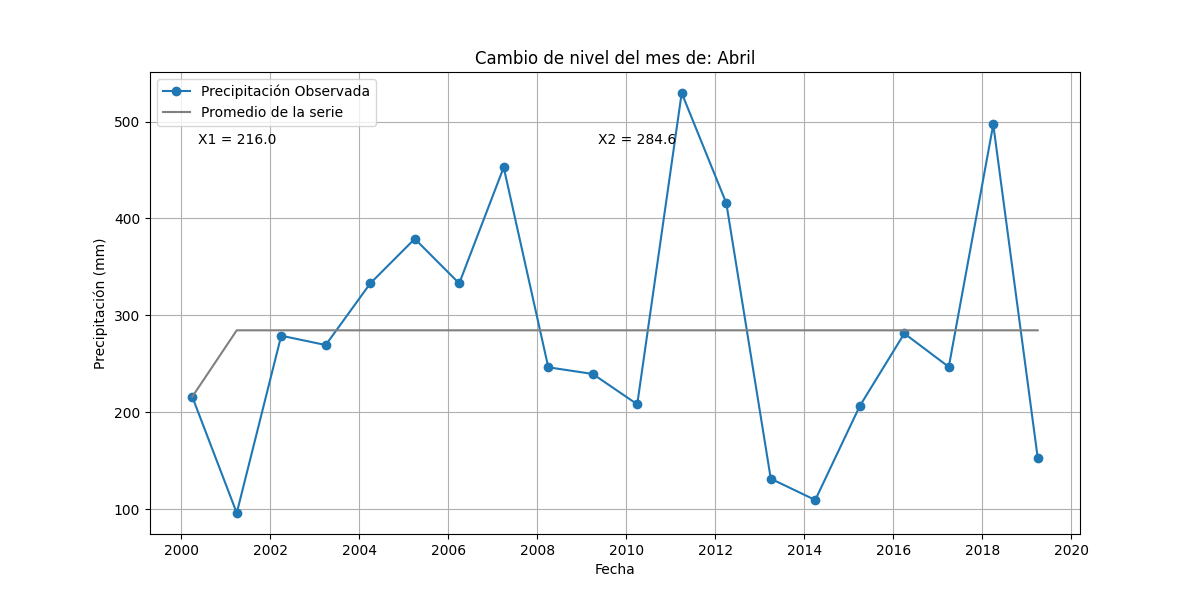 Cambio de nivel del mes de: Abril
Precipitación Observada
Promedio de la serie
X1 = 216.0
X2 = 284.6
Precipitación (mm)
500
400
300
200
100
2000 2002 2004 2006 2008 2010 2012 2014 2016 2018 2020
Fecha